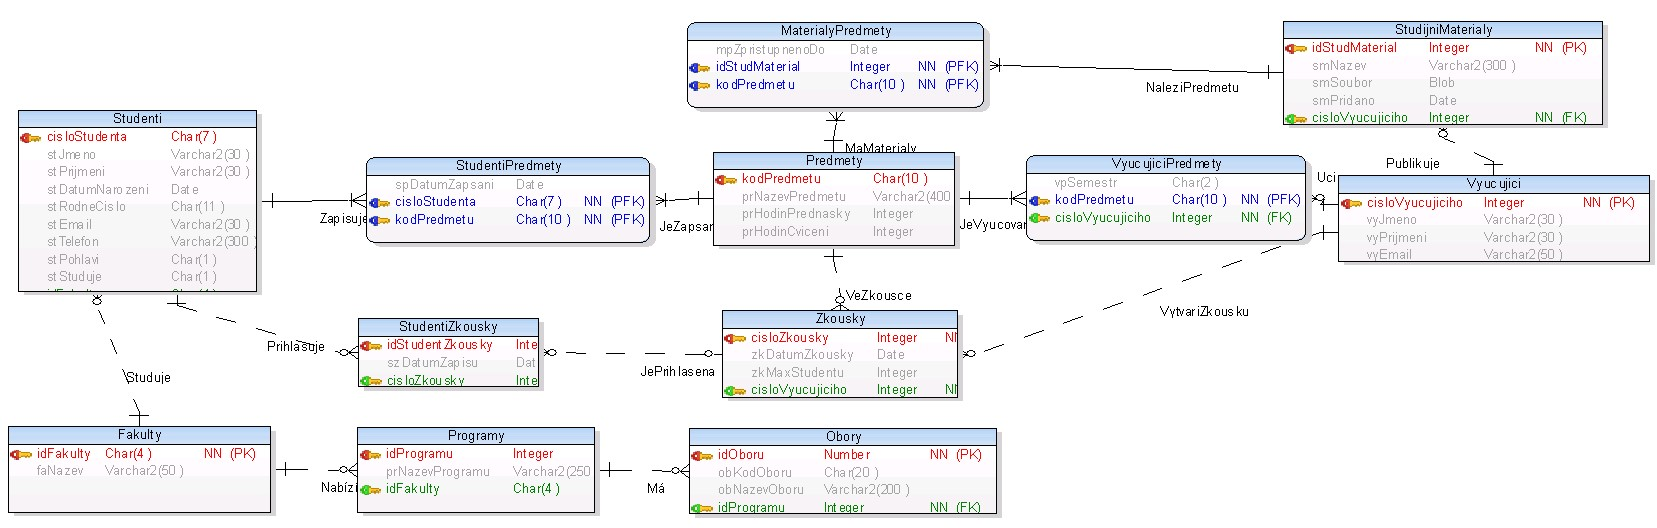 MaterialyPredmety
mpZpristupnenoDo Date
idStudMaterial Integer NN (PFK)
kodPredmetu Char(10 ) NN (PFK)
NaleziPredmetu
StudijniMaterialy
idStudMaterial Integer NN (PK)
smNazev Varchar2(300 )
smSoubor Blob
smPridano Date
cisloVyucujiciho Integer NN (FK)
Studenti
cisloStudenta Char(7 )
stJmeno Varchar2(30 )
stPrijmeni Varchar2(30 )
stDatumNarozeni Date
stRodneCislo Char(11 )
stEmail Varchar2(30 )
stTelefon Varchar2(300 )
stPohlavi Char(1 )
stStuduje Char(1 )
Zapisuje
StudentiPredmety
spDatumZapsani Date
cisloStudenta Char(7 ) NN (PFK)
kodPredmetu Char(10 ) NN (PFK)
JeZapsan
MaMaterialy
Predmety
kodPredmetu Char(10 )
prNazevPredmetu Varchar2(400
prHodinPrednasky Integer
prHodinCviceni Integer
JeVyucovan
VyucujiciPredmety
vpSemestr Char(2 )
kodPredmetu Char(10 ) NN (PFK)
cisloVyucujiciho Integer NN (FK)
Uci
Publikuje
Vyucujici
cisloVyucujiciho Integer NN (PK)
vyJmeno Varchar2(30 )
vyPrijmeni Varchar2(30 )
vyEmail Varchar2(50 )
VytvariZkousku
VeZkousce
Prihlasuje
StudentiZkousky
idStudentZkousky Inte
szDatumZapisu Dat
cisloZkousky Inte
JePrihlasena
Zkousky
cisloZkousky Integer NN
zkDatumZkousky Date
zkMaxStudentu Integer
cisloVyucujiciho Integer NN
Studuje
Fakulty
idFakulty Char(4 ) NN (PK)
faNazev Varchar2(50 )
Nabízí
Programy
idProgramu Integer
prNazevProgramu Varchar2(250
idFakulty Char(4 )
Má
Obory
idOboru Number NN (PK)
obKodOboru Char(20 )
obNazevOboru Varchar2(200 )
idProgramu Integer NN (FK)